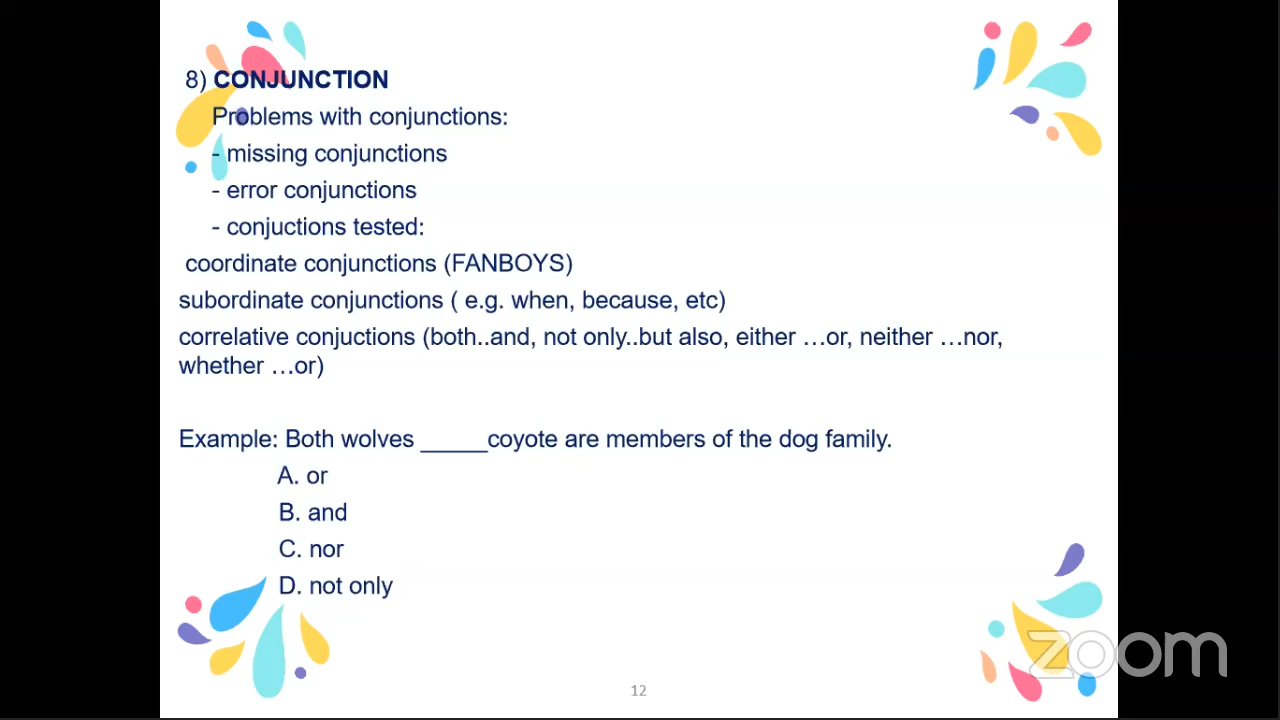 8) CONJUNCTION
Problems with conjunctions:
- missing conjunctions
- error conjunctions
- conjuctions tested:
coordinate conjunctions (FANBOYS)
subordinate conjunctions ( e.g. when, because, etc)
correlative conjuctions (both..and, not only..but also, either …or, neither …nor,
whether …or)
Example: Both wolves _____coyote are members of the dog family.
A. or
B. and
C. nor
D. not only
zoom
12